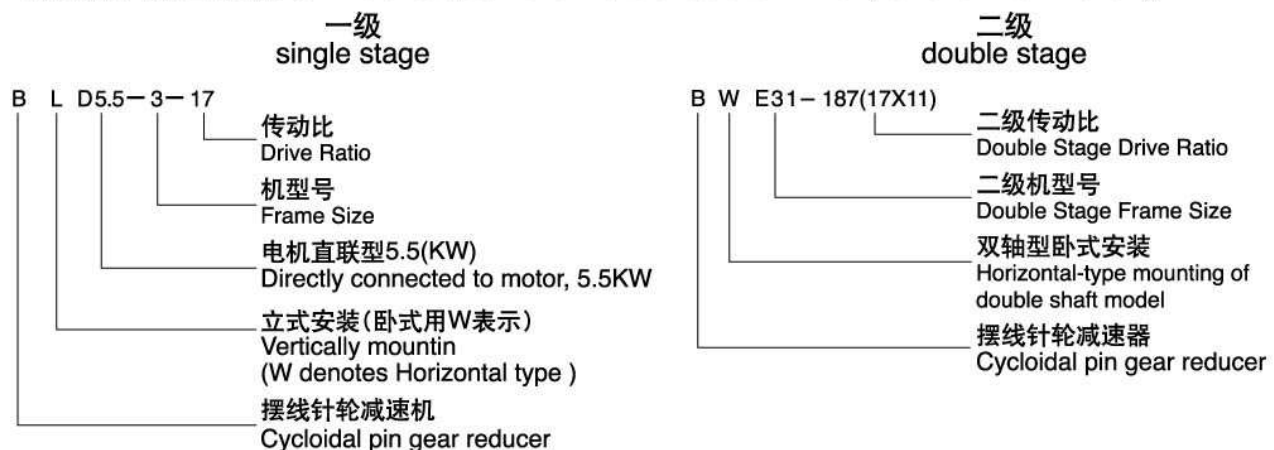 一级
single stage
B L D5.5-3-17
传动比
Drive Ratio
机型号
Frame Size
电机直联型5.5(KW)
Directly connected to motor, 5.5KW
立式安装(卧式用W表示)
Vertically mountin
(W denotes Horizontal type )
摆线针轮减速机
Cycloidal pin gear reducer
二级
double stage
B W E31-187(17X11)
二级传动比
Double Stage Drive Ratio
二级机型号
Double Stage Frame Size
双轴型卧式安装
Horizontal-type mounting of
double shaft model
摆线针轮减速器
Cycloidal pin gear reducer